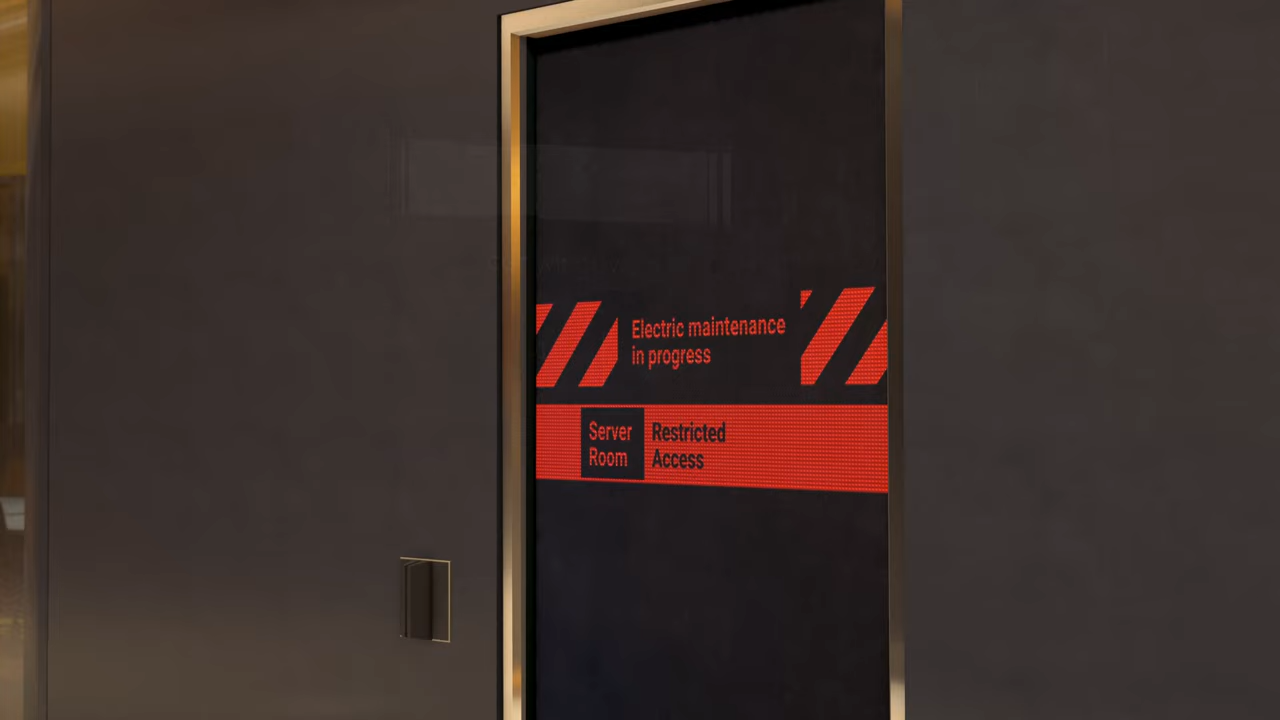 Electric maintenance
in progress
Server
Room
Restricted
Access